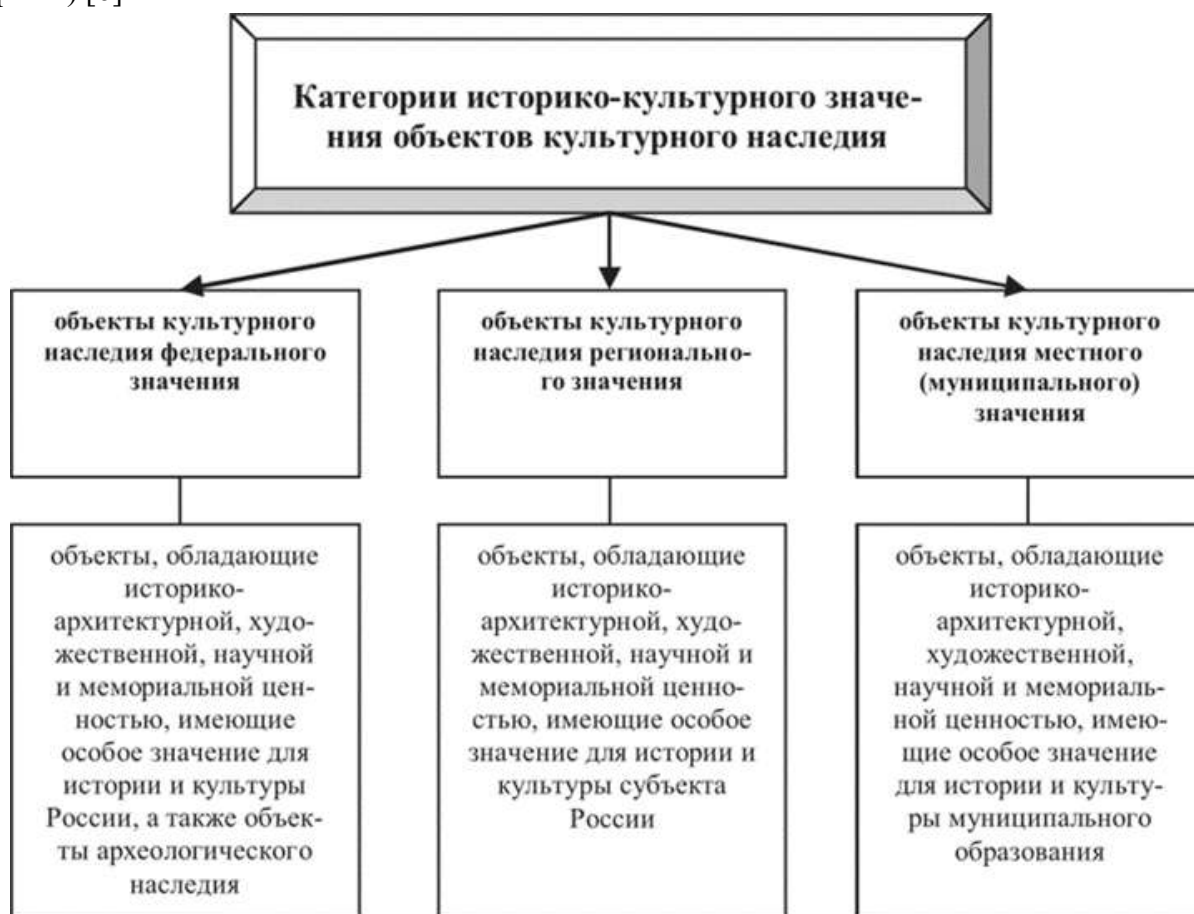 Категории историко-культурного значе-
ния объектов культурного наследия
объекты культурного
наследия федерального
значения
объекты культурного
наследия регионально-
го значения
объекты культурного
наследия местного
(муниципального)
значения
объекты, обладающие
историко-
архитектурной, худо-
жественной, научной
и мемориальной цен-
ностью, имеющие
особое значение для
истории и культуры
России, а также объек-
ты археологического
наследия
объекты, обладающие
историко-
архитектурной, худо-
жественной, научной и
мемориальной ценно-
стью, имеющие особое
значение для истории и
культуры субъекта
России
объекты, обладающие
историко-
архитектурной,
художественной,
научной и мемориаль-
ной ценностью, имею-
щие особое значение
для истории и культу-
ры муниципального
образования